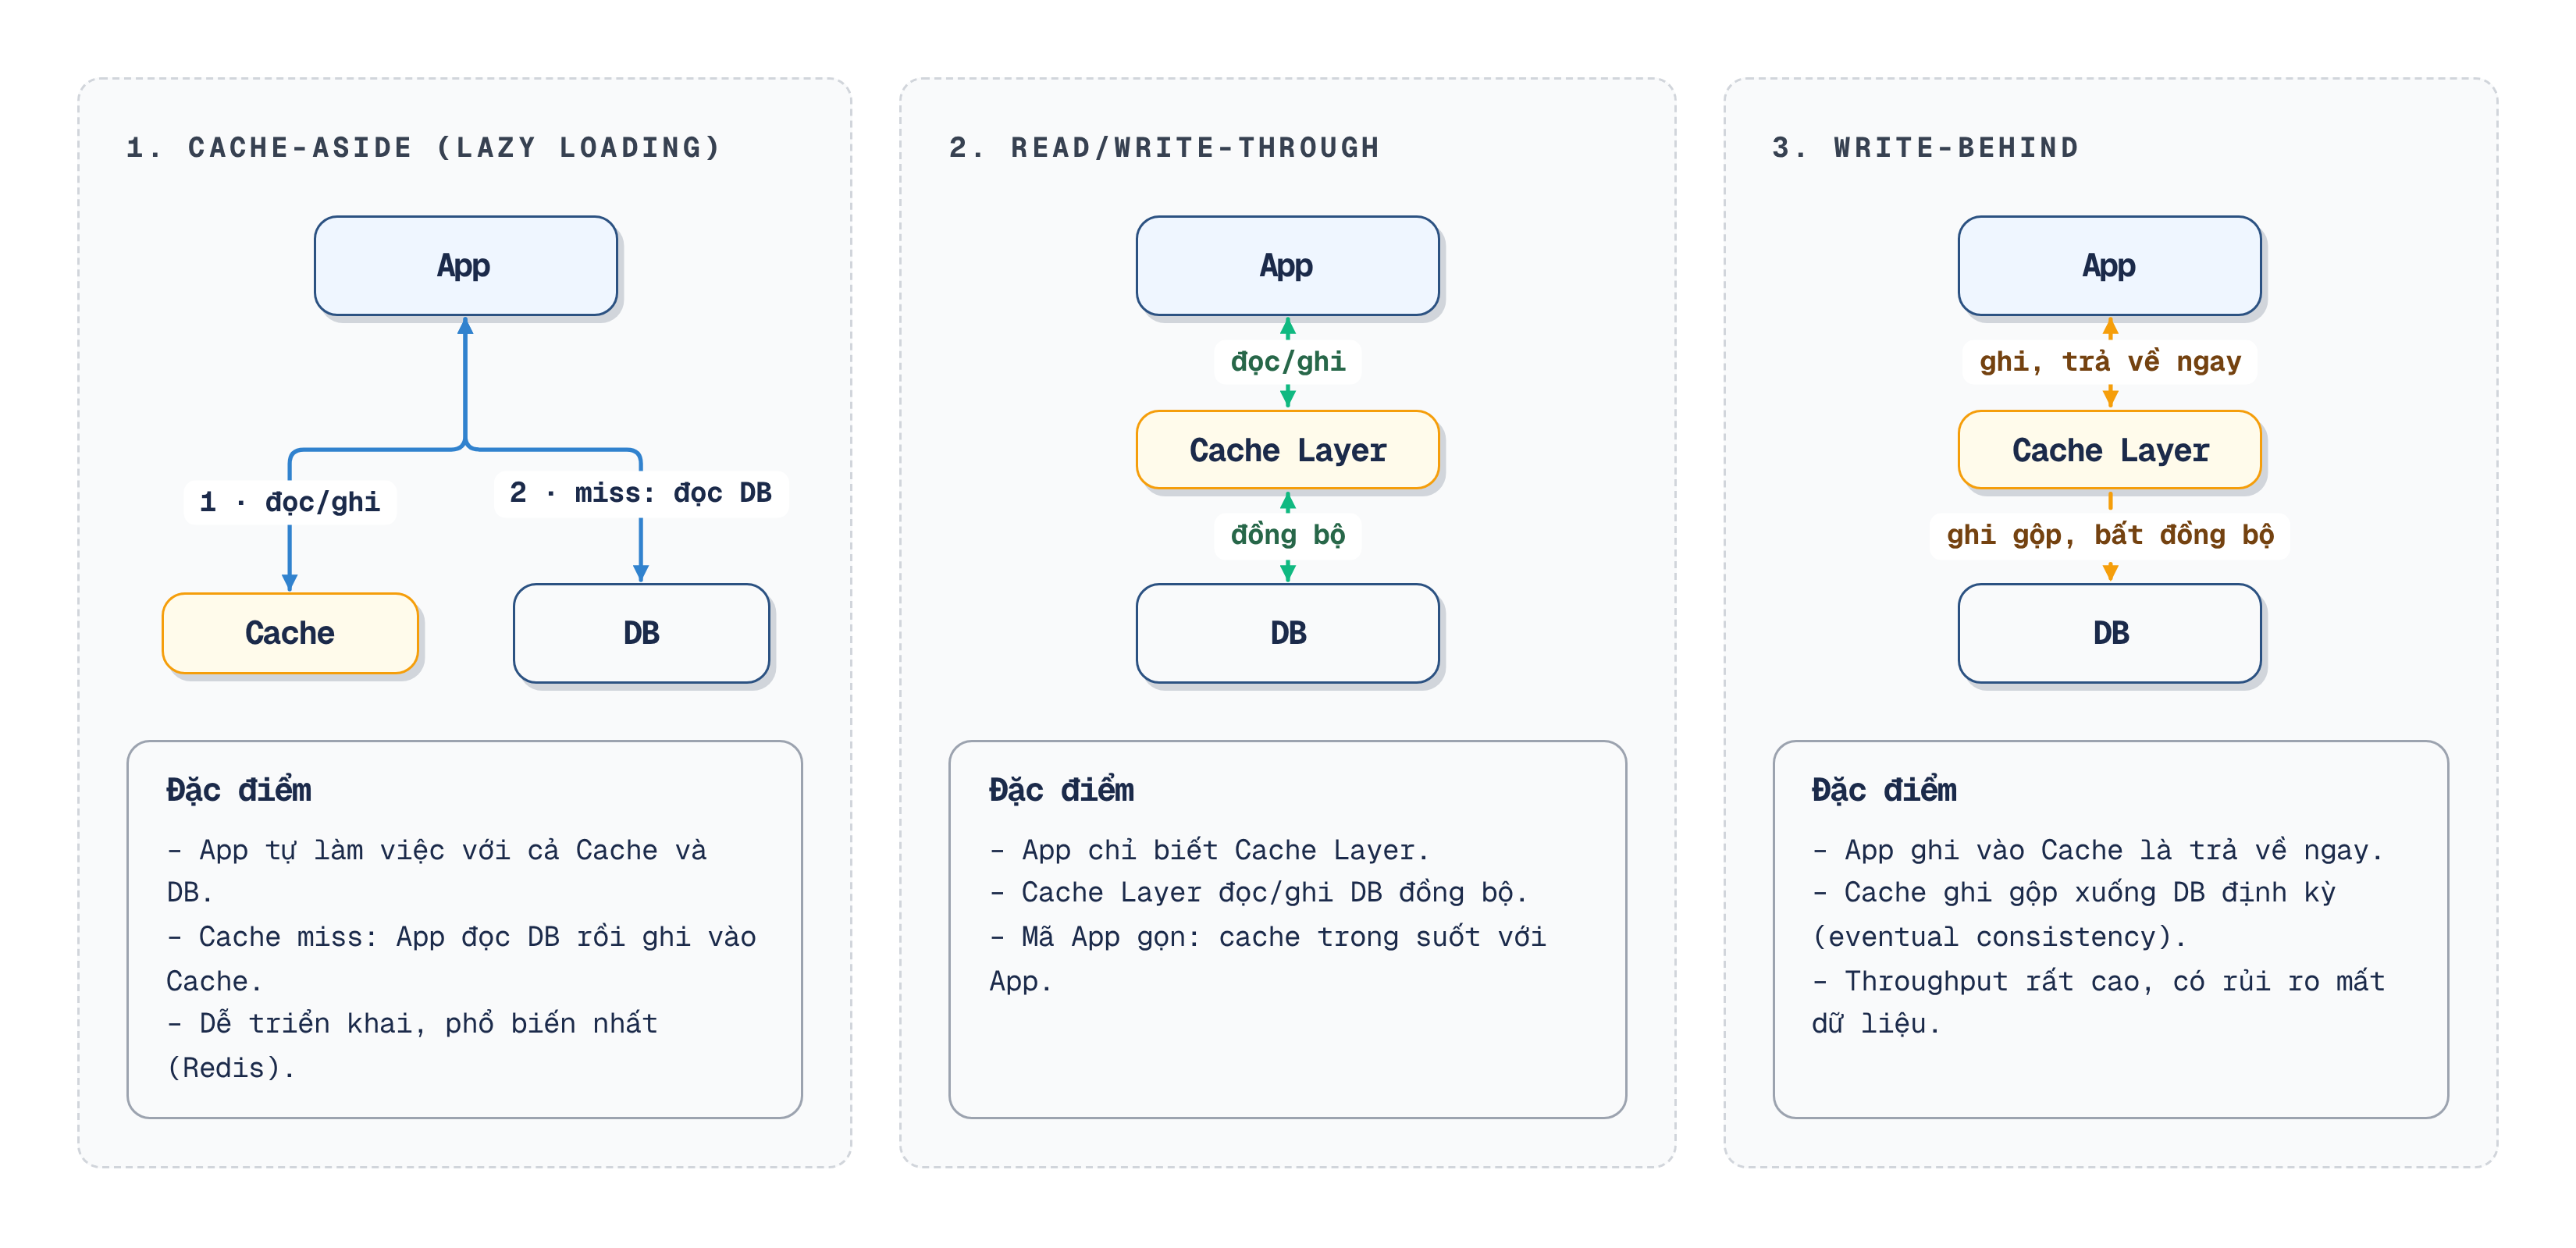 1. CACHE-ASIDE (LAZY LOADING)
App
1 · đọc/ghi
2 · miss: đọc DB
Cache
DB
Đặc điểm
- App tự làm việc với cả Cache và
DB.
- Cache miss: App đọc DB rồi ghi vào
Cache.
- Dễ triển khai, phổ biến nhất
(Redis).
2. READ/WRITE-THROUGH
App
đọc/ghi
Cache Layer
đồng bộ
DB
Đặc điểm
- App chỉ biết Cache Layer.
- Cache Layer đọc/ghi DB đồng bộ.
- Mã App gọn: cache trong suốt với
App.
3. WRITE-BEHIND
App
ghi, trả về ngay
Cache Layer
ghi gộp, bất đồng bộ
DB
Đặc điểm
- App ghi vào Cache là trả về ngay.
- Cache ghi gộp xuống DB định kỳ
(eventual consistency).
- Throughput rất cao, có rủi ro mất
dữ liệu.